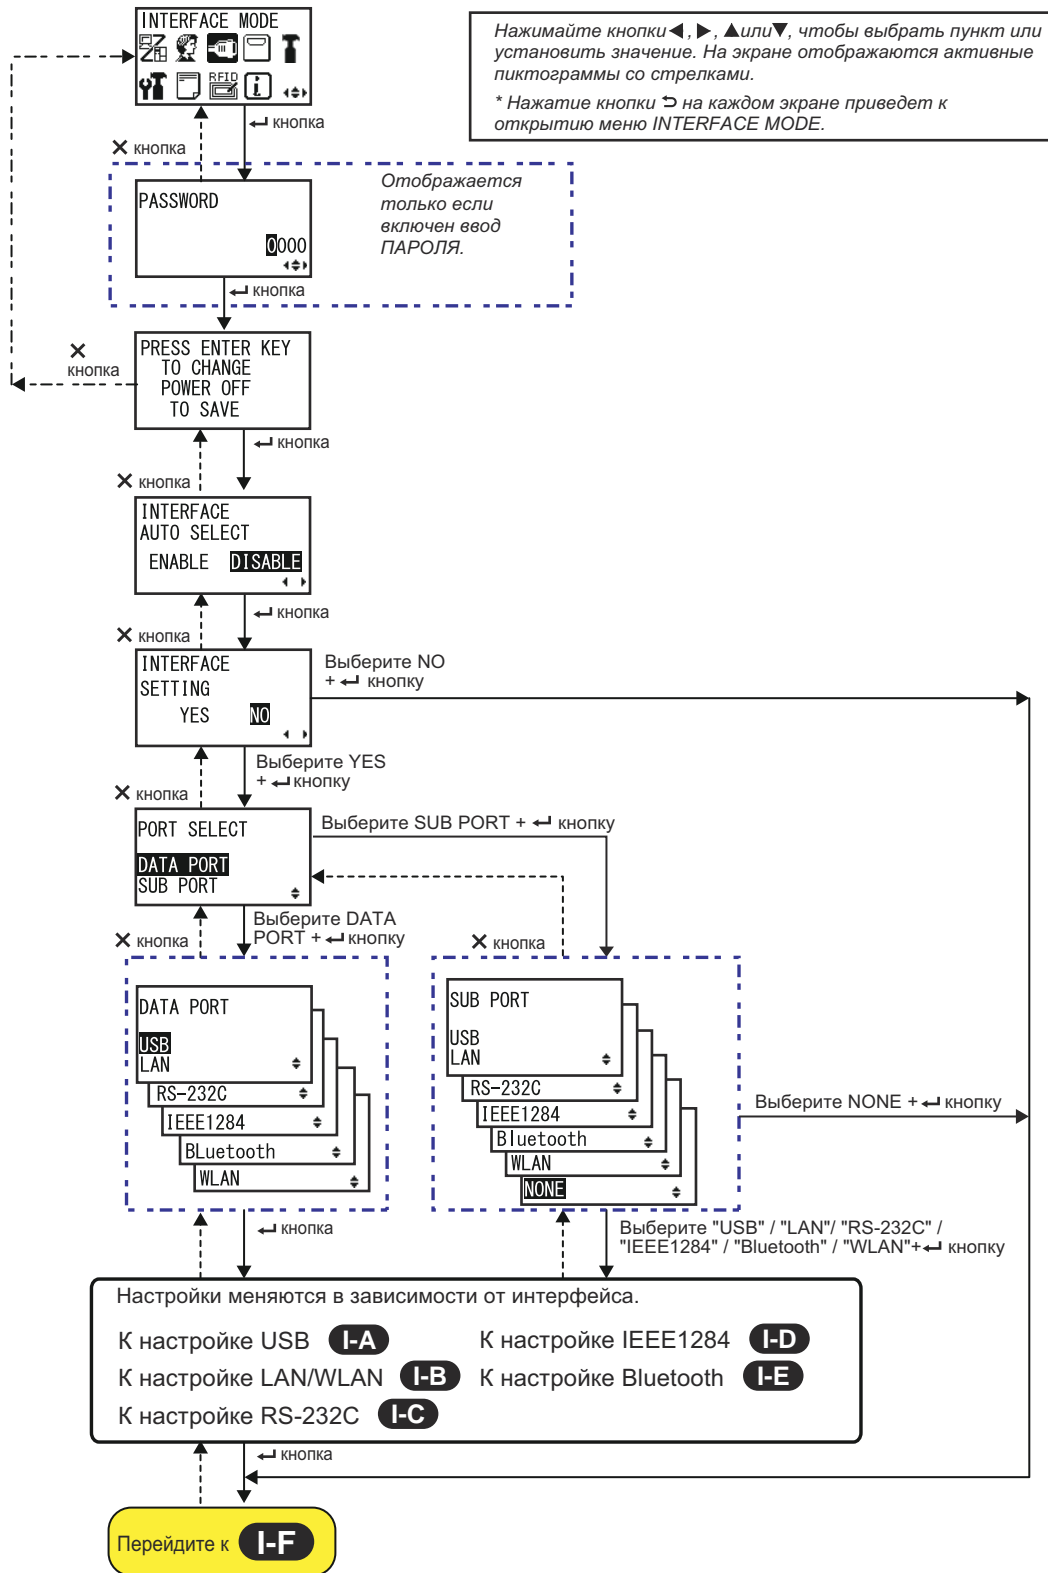 INTERFACE MODE
RFID
Нажимайте кнопки◀, ▶, ▲или▼, чтобы выбрать пункт или
установить значение. На экране отображаются активные
пиктограммы со стрелками.
* Нажатие кнопки ⮌ на каждом экране приведет к
открытию меню INTERFACE MODE.
↵ кнопка
✕ кнопка
PASSWORD
0000
Отображается
только если
включен ввод
ПАРОЛЯ.
↵ кнопка
✕
кнопка
PRESS ENTER KEY
TO CHANGE
POWER OFF
TO SAVE
↵ кнопка
✕ кнопка
INTERFACE
AUTO SELECT
ENABLE DISABLE
↵ кнопка
✕ кнопка
INTERFACE
SETTING
YES NO
Выберите NO
+ ↵ кнопку
Выберите YES
+ ↵ кнопку
✕ кнопка
PORT SELECT
DATA PORT
SUB PORT
Выберите SUB PORT + ↵ кнопку
Выберите DATA
PORT + ↵ кнопку
✕ кнопка
✕ кнопка
DATA PORT
USB
LAN
RS-232C
IEEE1284
BLuetooth
WLAN
SUB PORT
USB
LAN
RS-232C
IEEE1284
Bluetooth
WLAN
NONE
Выберите NONE + ↵ кнопку
↵ кнопка
Выберите "USB" / "LAN"/ "RS-232C" /
"IEEE1284" / "Bluetooth" / "WLAN"+↵ кнопку
Настройки меняются в зависимости от интерфейса.
К настройке USB I-A
К настройке IEEE1284 I-D
К настройке LAN/WLAN I-B
К настройке Bluetooth I-E
К настройке RS-232C I-C
↵ кнопка
Перейдите к I-F